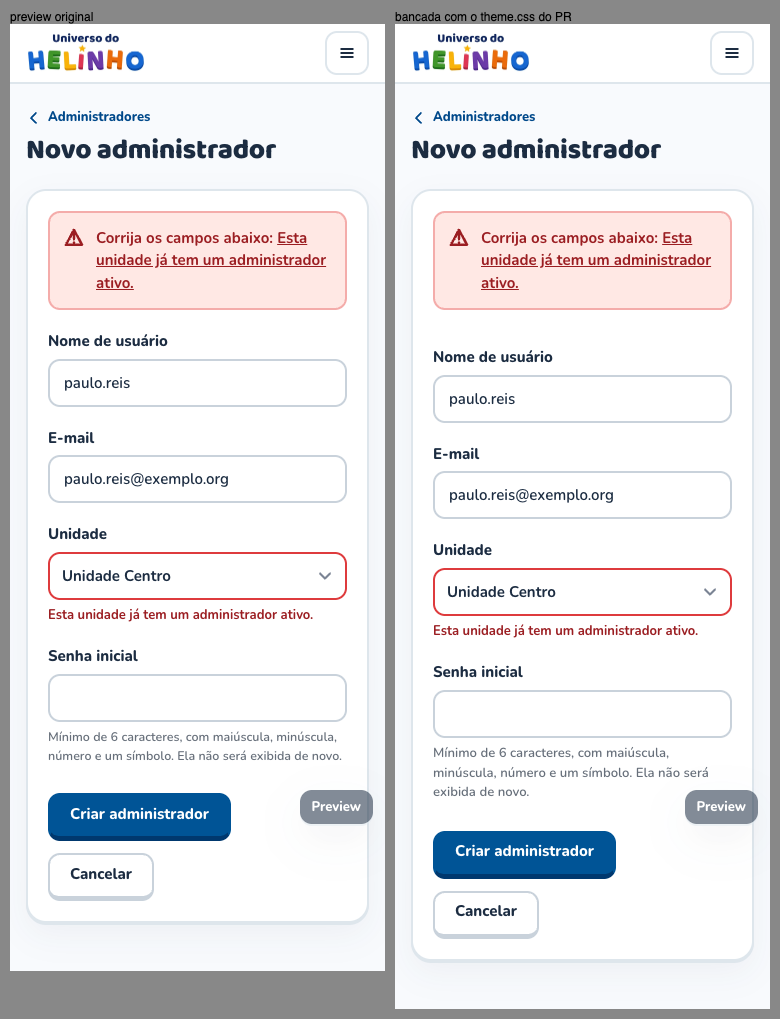 preview original
Universo do
HELINHO
Administradores
Novo administrador
Corrija os campos abaixo: Esta
unidade já tem um administrador
ativo.
Nome de usuário
paulo.reis
E-mail
paulo.reis@exemplo.org
Unidade
Unidade Centro
Esta unidade já tem um administrador ativo.
Senha inicial
Mínimo de 6 caracteres, com maiúscula, minúscula,
número e um símbolo. Ela não será exibida de novo.
Preview
Criar administrador
Cancelar
bancada com o theme.css do PR
Universo do
HELINHO
Administradores
Novo administrador
Corrija os campos abaixo: Esta
unidade já tem um administrador
ativo.
Nome de usuário
paulo.reis
E-mail
paulo.reis@exemplo.org
Unidade
Unidade Centro
Esta unidade já tem um administrador ativo.
Senha inicial
Mínimo de 6 caracteres, com maiúscula,
minúscula, número e um símbolo. Ela não será
exibida de novo.
Preview
Criar administrador
Cancelar